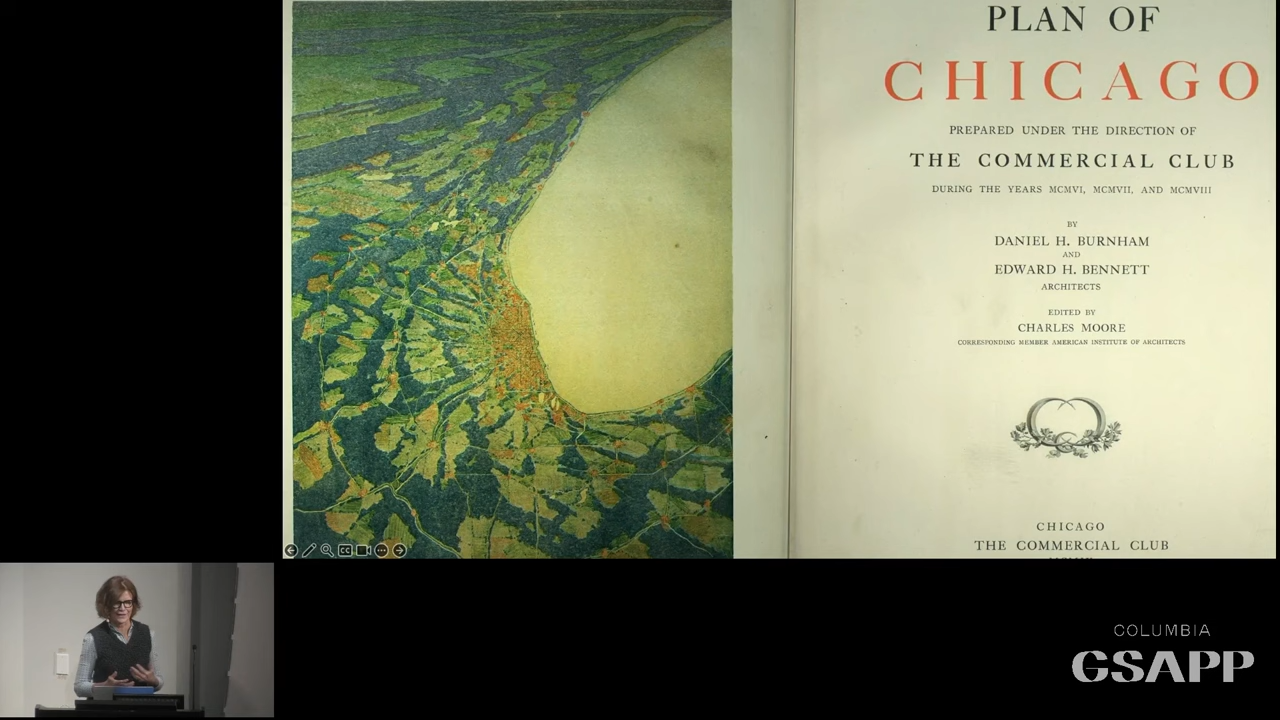 PLAN OF
CHICAGO
PREPARED UNDER THE DIRECTION OF
THE COMMERCIAL CLUB
DURING THE YEARS MCMVI, MCMVII, AND MCMVIII
BY
DANIEL H. BURNHAM
AND
EDWARD H. BENNETT
ARCHITECTS
EDITED BY
CHARLES MOORE
CORRESPONDING MEMBER AMERICAN INSTITUTE OF ARCHITECTS
CHICAGO
THE COMMERCIAL CLUB
CC
COLUMBIA
GSAPP